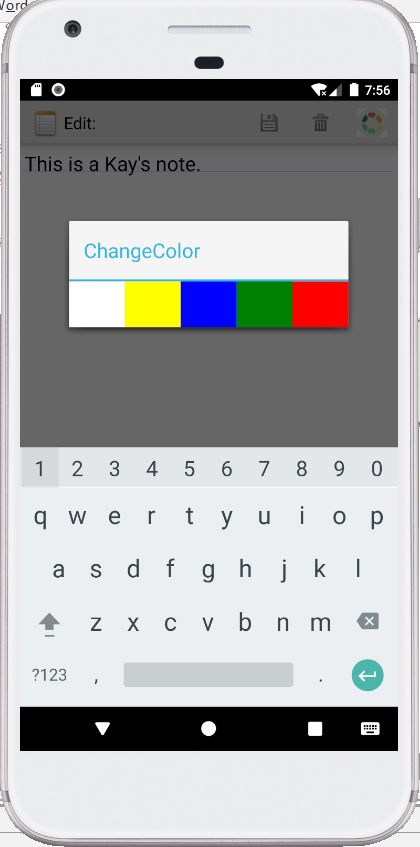 Word
7:56
Edit:
This is a Kay's note.
ChangeColor
1 2 3 4 5 6 7 8 9 0
q w e r t y u i o p
a s d f g h j k l
z x c v b n m
?123 , .